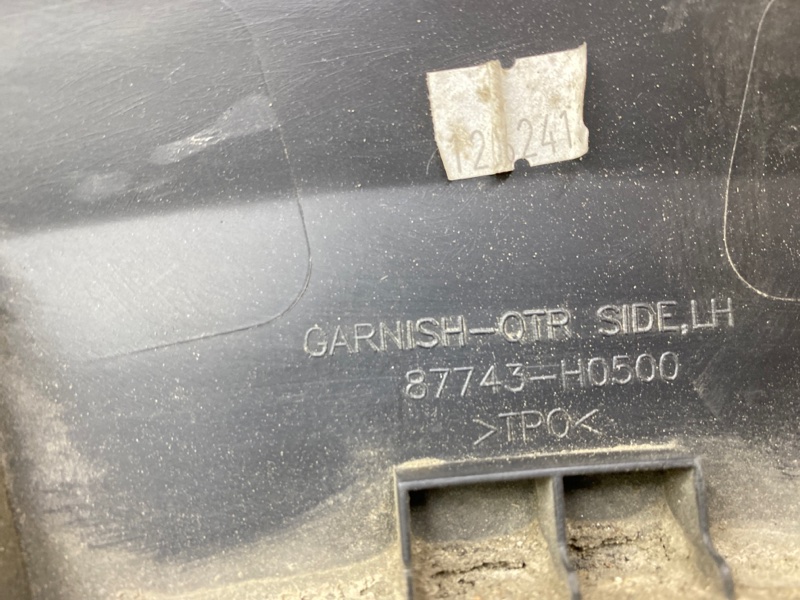 GARNISH-QTR SIDE,LH
87743-H0500
>TPO<